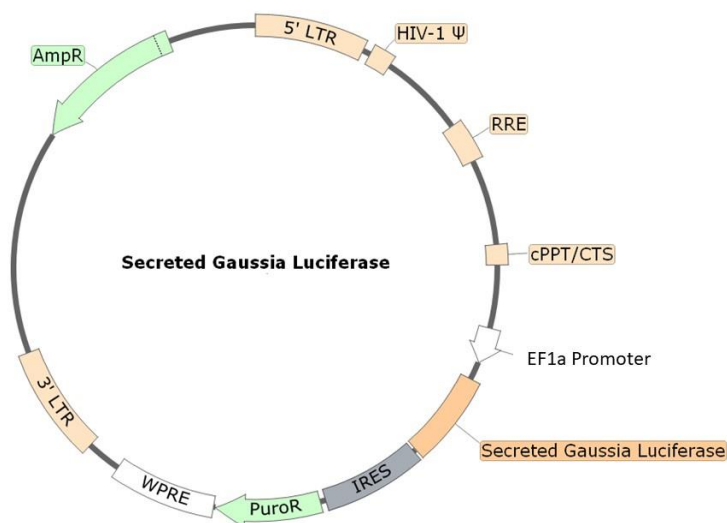 5' LTR
HIV-1 Ψ
AmpR
RRE
Secreted Gaussia Luciferase
cPPT/CTS
EF1a Promoter
Secreted Gaussia Luciferase
IRES
PuroR
WPRE
3' LTR